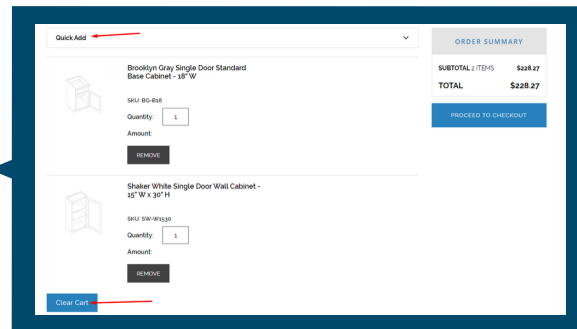 Quick Add
Brooklyn Gray Single Door Standard
Base Cabinet - 18" W
SKU: BG-B18
Quantity: 1
Amount:
REMOVE
Shaker White Single Door Wall Cabinet -
15" W x 30" H
SKU: SW-W1530
Quantity: 1
Amount:
REMOVE
Clear Cart
ORDER SUMMARY
SUBTOTAL 2 ITEMS $228.27
TOTAL $228.27
PROCEED TO CHECKOUT